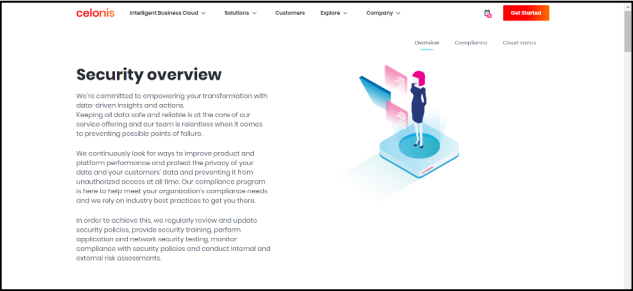 celonis
Intelligent Business Cloud
Solutions
Customers
Explore
Company
Get Started
Overview
Compliance
Cloud status
Security overview
We're committed to empowering your transformation with
data-driven insights and actions.
Keeping all data safe and reliable is at the core of our
service offering and our team is relentless when it comes
to preventing possible points of failure.
We continuously look for ways to improve product and
platform performance and protect the privacy of your
data and your customers' data and preventing it from
unauthorized access at all time. Our compliance program
is here to help meet your organization's compliance needs
and we rely on industry best practices to get you there.
In order to achieve this, we regularly review and update
security policies, provide security training, perform
application and network security testing, monitor
compliance with security policies and conduct internal and
external risk assessments.